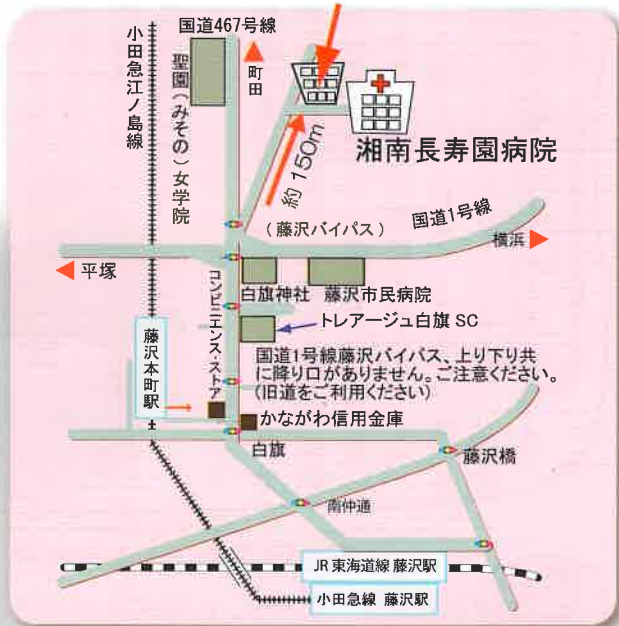 国道467号線
小田急江ノ島線
聖園(みその)女学院
町田
約150m
湘南長寿園病院
国道1号線
(藤沢バイパス)
横浜
平塚
コンビニエンス・ストア
白旗神社
藤沢市民病院
トレアージュ白旗 SC
国道1号線藤沢バイパス、上り下り共
に降り口がありません。ご注意ください。
(旧道をご利用ください)
藤沢本町駅
かながわ信用金庫
白旗
藤沢橋
南仲通
JR東海道線 藤沢駅
小田急線 藤沢駅